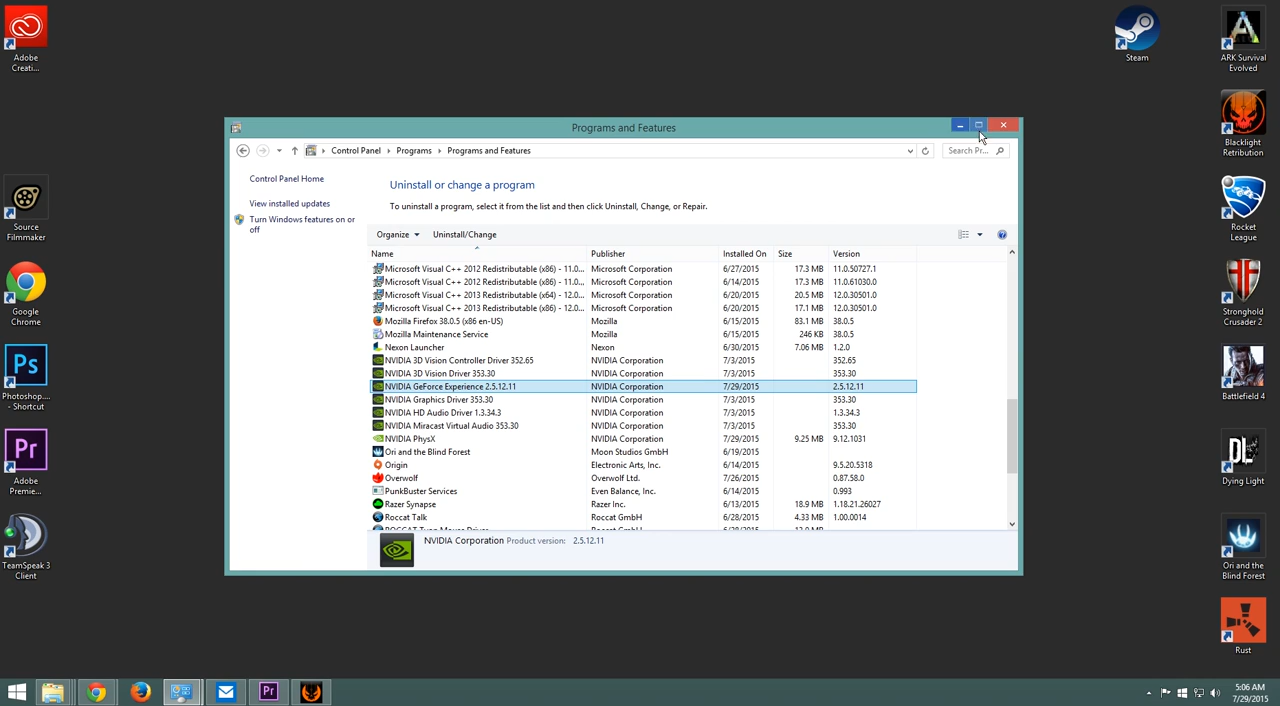 Adobe
Creati...
Source
Filmmaker
Google
Chrome
Ps
Photoshop....
- Shortcut
Pr
Adobe
Premie...
TeamSpeak 3
Client
Steam
ARK Survival
Evolved
Blacklight
Retribution
Rocket
League
Stronghold
Crusader 2
Battlefield 4
DL
Dying Light
Ori and the
Blind Forest
Rust
Programs and Features
Control Panel
Programs
Programs and Features
Search Pr...
Control Panel Home
View installed updates
Turn Windows features on or
off
Uninstall or change a program
To uninstall a program, select it from the list and then click Uninstall, Change, or Repair.
Organize Uninstall/Change
Name Publisher Installed On Size Version
Microsoft Visual C++ 2012 Redistributable (x86) - 11.0... Microsoft Corporation 6/27/2015 17.3 MB 11.0.50727.1
Microsoft Visual C++ 2012 Redistributable (x86) - 11.0... Microsoft Corporation 6/14/2015 17.3 MB 11.0.61030.0
Microsoft Visual C++ 2013 Redistributable (x64) - 12.0... Microsoft Corporation 6/20/2015 20.5 MB 12.0.30501.0
Microsoft Visual C++ 2013 Redistributable (x86) - 12.0... Microsoft Corporation 6/20/2015 17.1 MB 12.0.30501.0
Mozilla Firefox 38.0.5 (x86 en-US) Mozilla 6/15/2015 83.1 MB 38.0.5
Mozilla Maintenance Service Mozilla 6/15/2015 246 KB 38.0.5
Nexon Launcher Nexon 6/30/2015 7.06 MB 1.2.0
NVIDIA 3D Vision Controller Driver 352.65 NVIDIA Corporation 7/3/2015 352.65
NVIDIA 3D Vision Driver 353.30 NVIDIA Corporation 7/3/2015 353.30
NVIDIA GeForce Experience 2.5.12.11 NVIDIA Corporation 7/29/2015 2.5.12.11
NVIDIA Graphics Driver 353.30 NVIDIA Corporation 7/3/2015 353.30
NVIDIA HD Audio Driver 1.3.34.3 NVIDIA Corporation 7/3/2015 1.3.34.3
NVIDIA Miracast Virtual Audio 353.30 NVIDIA Corporation 7/3/2015 353.30
NVIDIA PhysX NVIDIA Corporation 7/29/2015 9.25 MB 9.12.1031
Ori and the Blind Forest Moon Studios GmbH 6/19/2015
Origin Electronic Arts, Inc. 6/14/2015 9.5.20.5318
Overwolf Overwolf Ltd. 7/26/2015 0.87.58.0
PunkBuster Services Even Balance, Inc. 6/14/2015 0.993
Razer Synapse Razer Inc. 6/13/2015 18.9 MB 1.18.21.26027
Roccat Talk Roccat GmbH 6/28/2015 4.33 MB 1.00.0014
NVIDIA Corporation Product version: 2.5.12.11
Pr
5:06 AM
7/29/2015